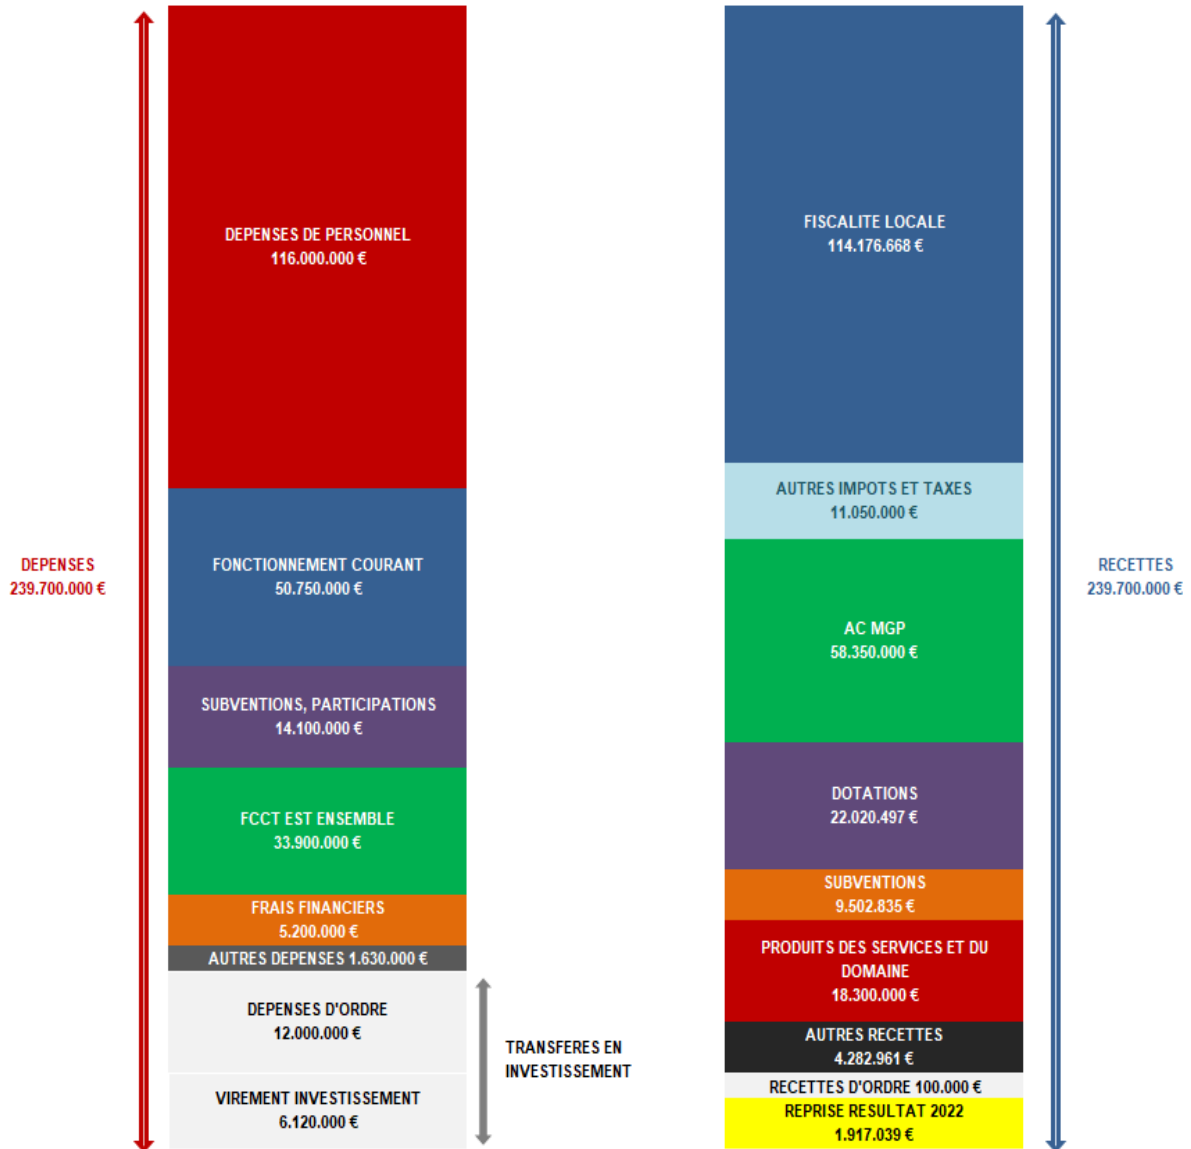 DEPENSES
239.700.000 €
DEPENSES DE PERSONNEL
116.000.000 €
FONCTIONNEMENT COURANT
50.750.000 €
SUBVENTIONS, PARTICIPATIONS
14.100.000 €
FCCT EST ENSEMBLE
33.900.000 €
FRAIS FINANCIERS
5.200.000 €
AUTRES DEPENSES 1.630.000 €
DEPENSES D'ORDRE
12.000.000 €
VIREMENT INVESTISSEMENT
6.120.000 €
TRANSFERES EN
INVESTISSEMENT
FISCALITE LOCALE
114.176.668 €
AUTRES IMPOTS ET TAXES
11.050.000 €
AC MGP
58.350.000 €
DOTATIONS
22.020.497 €
SUBVENTIONS
9.502.835 €
PRODUITS DES SERVICES ET DU
DOMAINE
18.300.000 €
AUTRES RECETTES
4.282.961 €
RECETTES D'ORDRE 100.000 €
REPRISE RESULTAT 2022
1.917.039 €
RECETTES
239.700.000 €